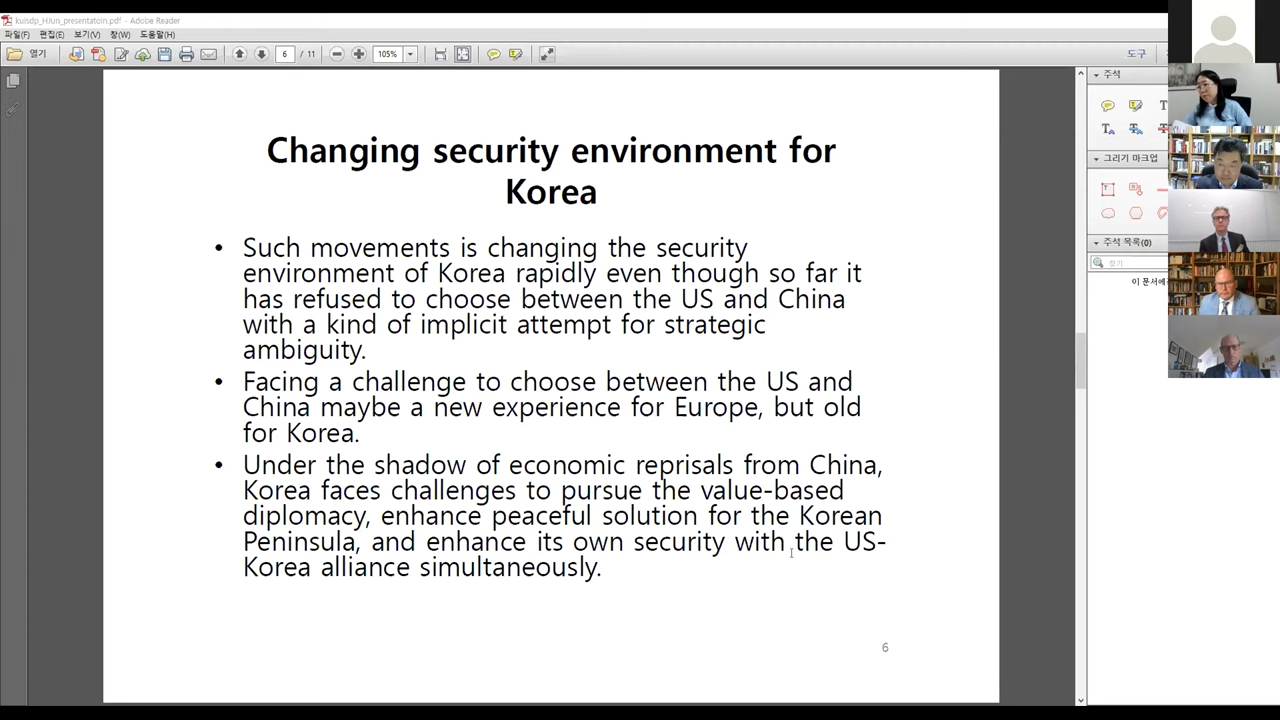 kuisdp_HJun_presentatoin.pdf - Adobe Reader
파일(F) 편집(E) 보기(V) 창(W) 도움말(H)
열기 6 / 11 105% 도구
주석
그리기 마크업
주석 목록(0)
찾기
Changing security environment for
Korea
• Such movements is changing the security
environment of Korea rapidly even though so far it
has refused to choose between the US and China
with a kind of implicit attempt for strategic
ambiguity.
• Facing a challenge to choose between the US and
China maybe a new experience for Europe, but old
for Korea.
• Under the shadow of economic reprisals from China,
Korea faces challenges to pursue the value-based
diplomacy, enhance peaceful solution for the Korean
Peninsula, and enhance its own security with the US-
Korea alliance simultaneously.
6